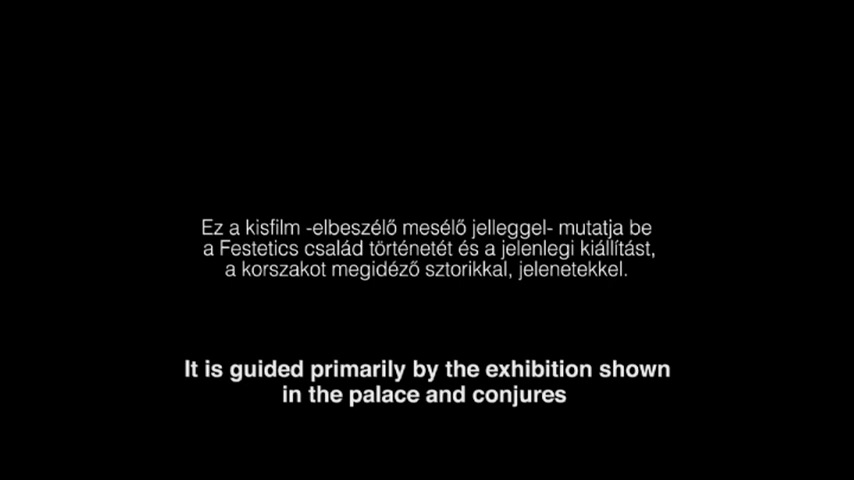 Ez a kisfilm -elbeszélő mesélő jelleggel- mutatja be
a Festetics család történetét és a jelenlegi kiállítást,
a korszakot megidéző sztorikkal, jelenetekkel.
It is guided primarily by the exhibition shown
in the palace and conjures